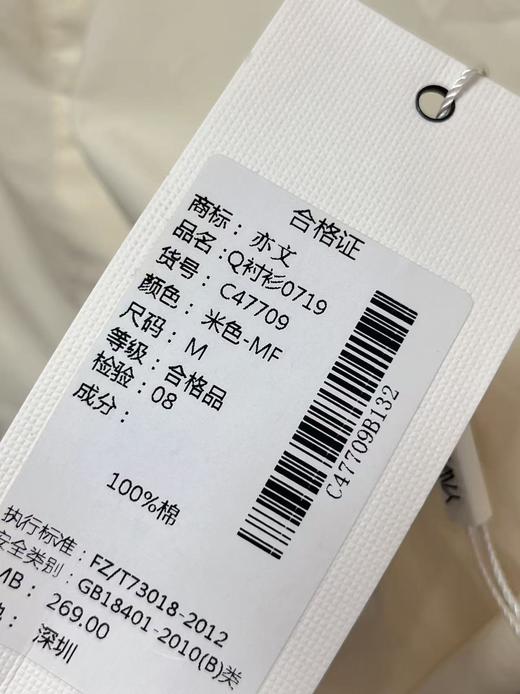 合格证
商标：亦文
品名：Q衬衫0719
货号：C47709
颜色：米色-MF
尺码：M
等级：合格品
检验：08
成分：
100%棉
执行标准：FZ/T73018-2012
安全类别：GB18401-2010(B)类
MB：269.00
地：深圳
C47709B132